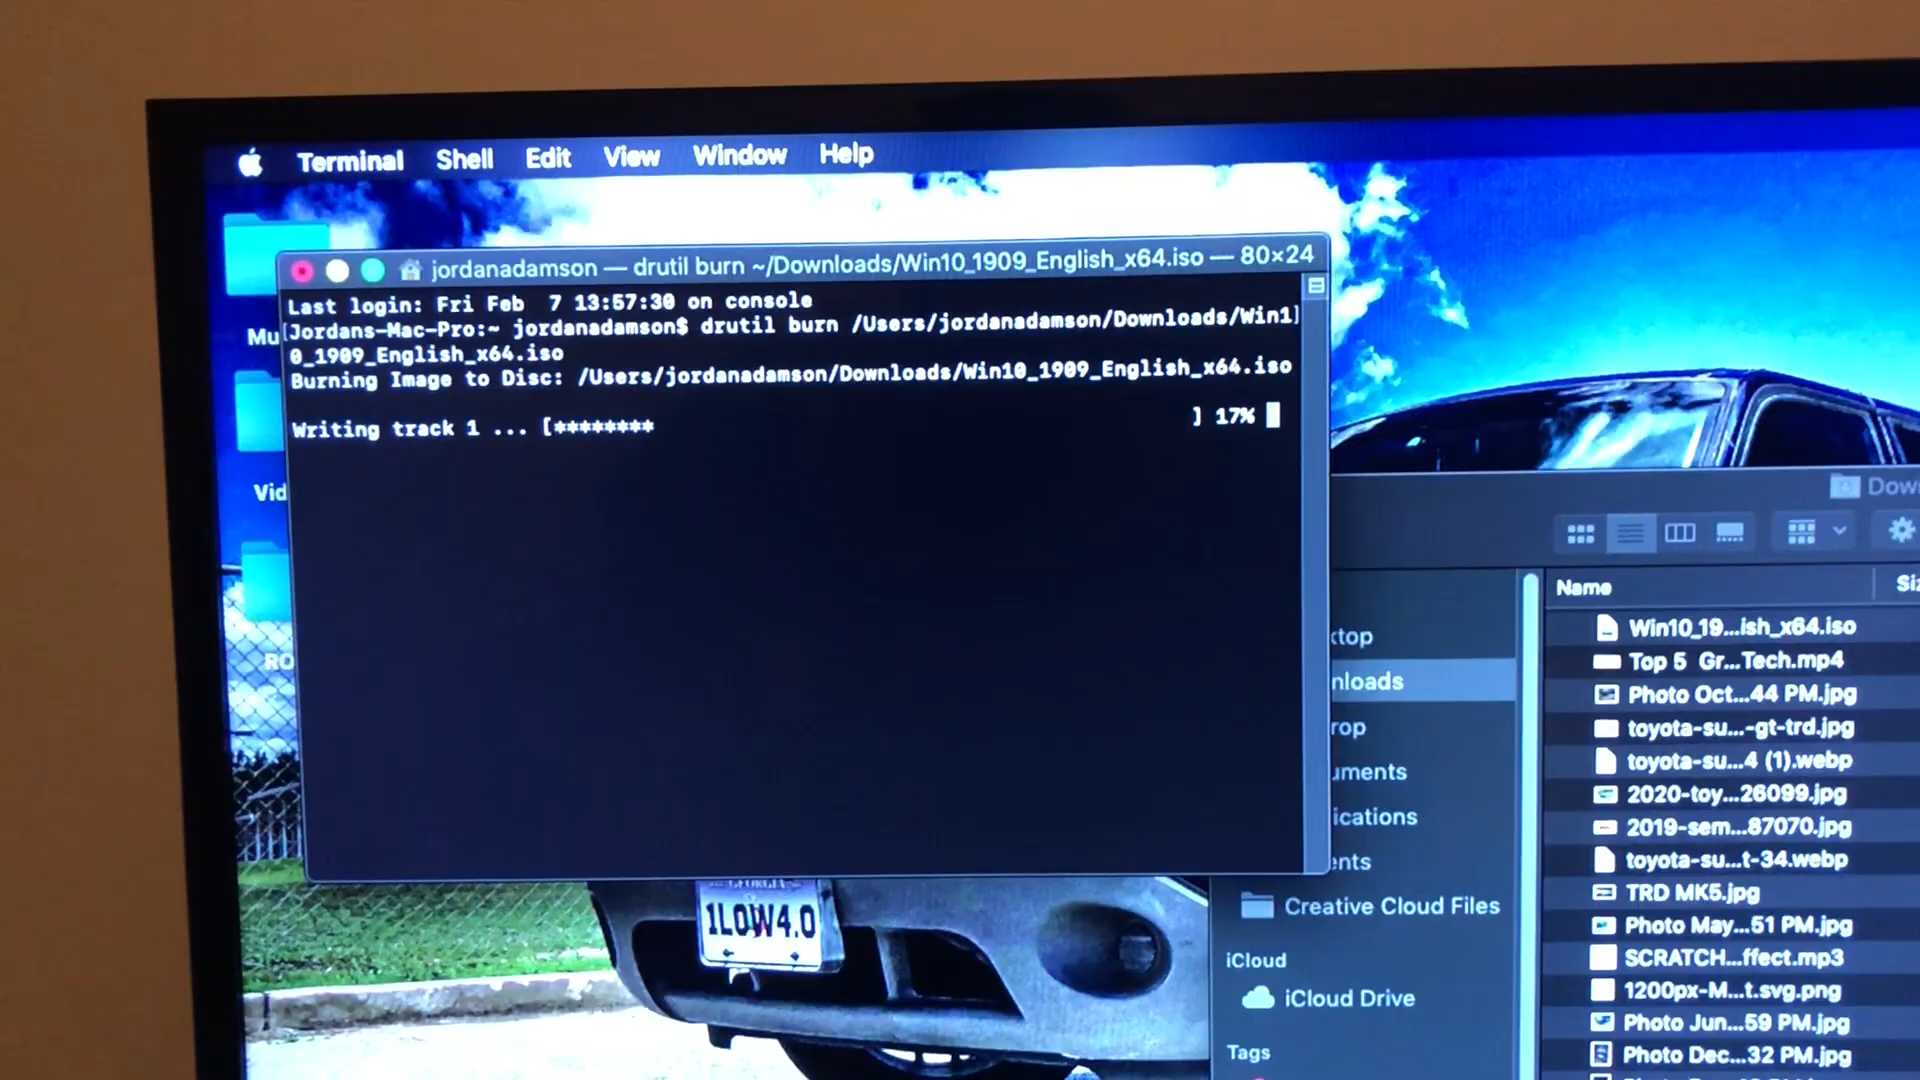 Terminal Shell Edit View Window Help
jordanadamson — drutil burn ~/Downloads/Win10_1909_English_x64.iso — 80×24
Last login: Fri Feb 7 13:57:30 on console
[Jordans-Mac-Pro:~ jordanadamson$ drutil burn /Users/jordanadamson/Downloads/Win1]
0_1909_English_x64.iso
Burning Image to Disc: /Users/jordanadamson/Downloads/Win10_1909_English_x64.iso
Writing track 1 ... [******** ] 17%
Mu
Vid
RO
GEORGIA
1LOW4.0
Down
Name Siz
ktop
nloads
rop
uments
ications
ents
Creative Cloud Files
iCloud
iCloud Drive
Tags
Win10_19...ish_x64.iso
Top 5 Gr...Tech.mp4
Photo Oct...44 PM.jpg
toyota-su...-gt-trd.jpg
toyota-su...4 (1).webp
2020-toy...26099.jpg
2019-sem...87070.jpg
toyota-su...t-34.webp
TRD MK5.jpg
Photo May...51 PM.jpg
SCRATCH...ffect.mp3
1200px-M...t.svg.png
Photo Jun...59 PM.jpg
Photo Dec...32 PM.jpg